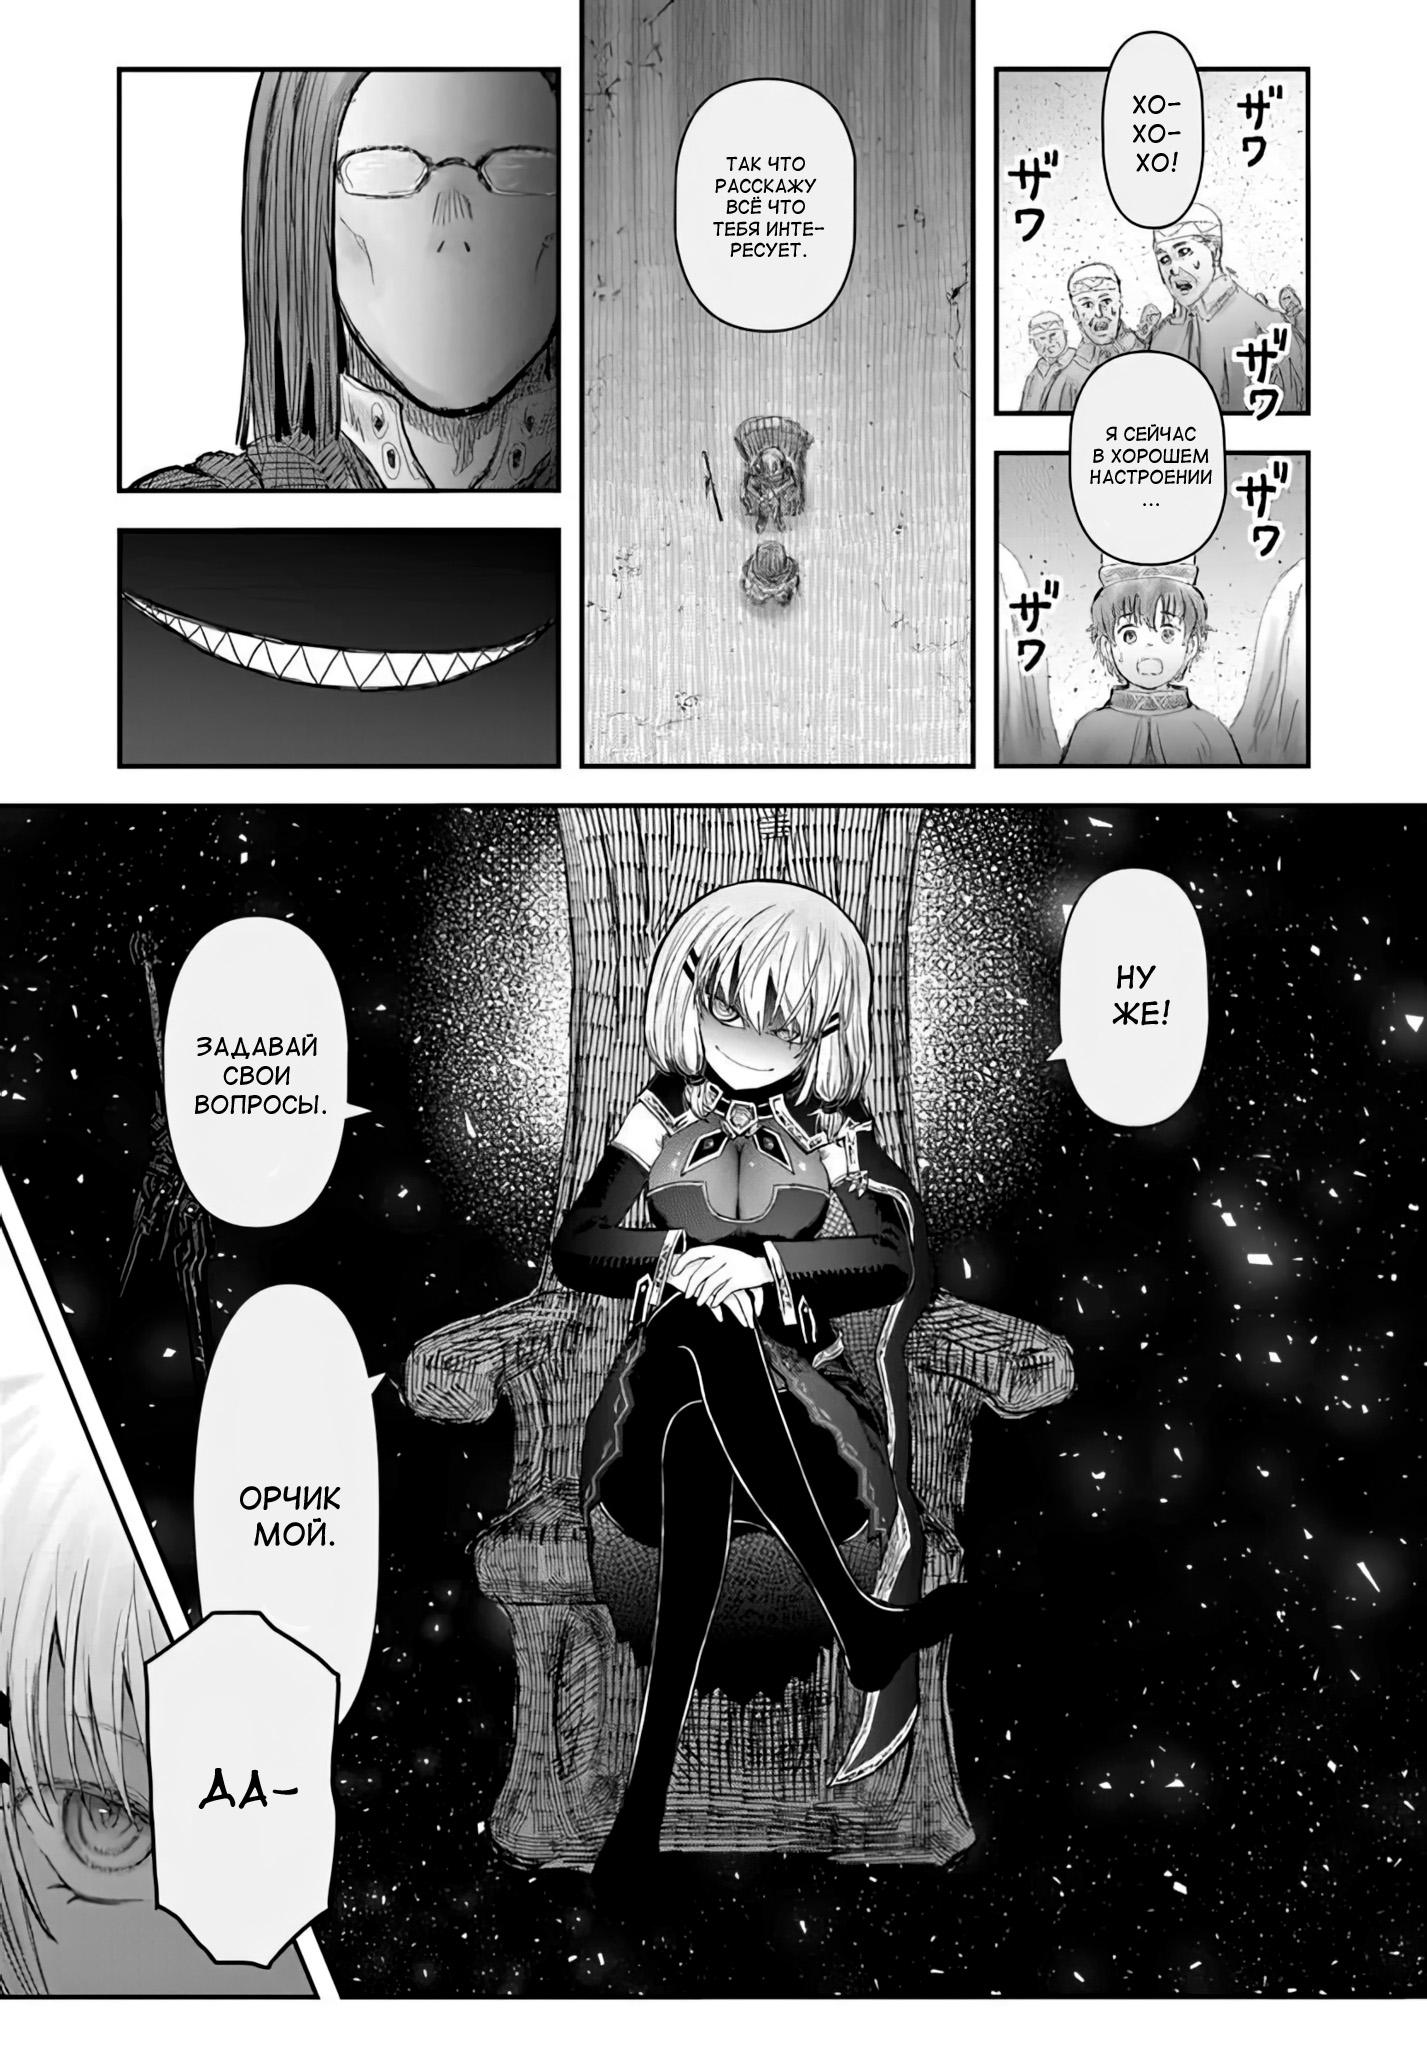 ХО-
ХО-
ХО!
ザワ
ザワ
ザワ
Я СЕЙЧАС
В ХОРОШЕМ
НАСТРОЕНИИ
...
ザワ
ザワ
ТАК ЧТО
РАССКАЖУ
ВСЁ ЧТО
ТЕБЯ ИНТЕ-
РЕСУЕТ.
НУ
ЖЕ!
ЗАДАВАЙ
СВОИ
ВОПРОСЫ.
ОРЧИК
МОЙ.
ДА-